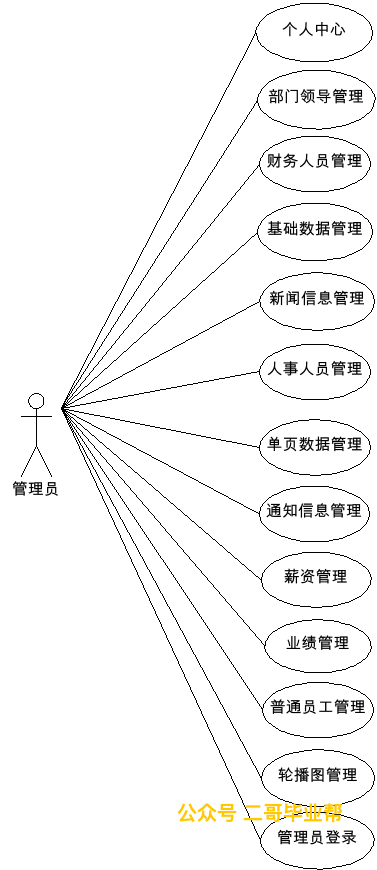 个人中心
部门领导管理
财务人员管理
基础数据管理
新闻信息管理
人事人员管理
管理员
单页数据管理
通知信息管理
薪资管理
业绩管理
普通员工管理
轮播图管理
公众号 二哥毕业帮
管理员登录